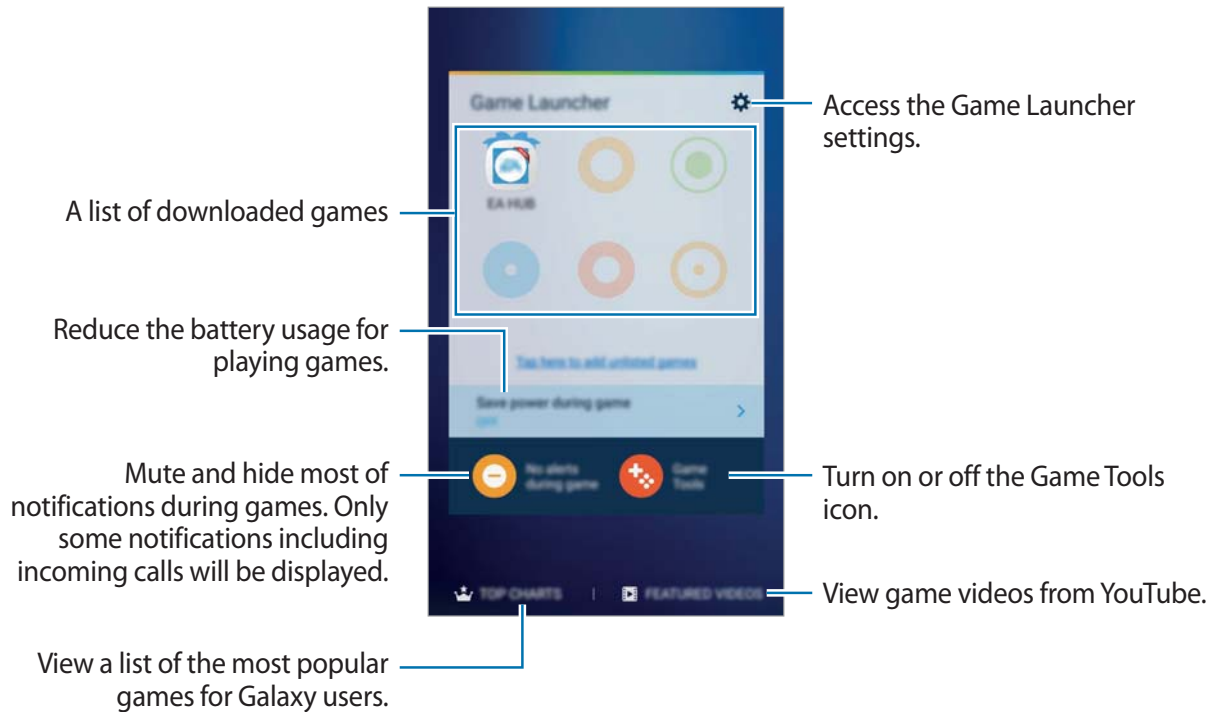 Game Launcher
Access the Game Launcher
settings.
EA HUB
A list of downloaded games
Reduce the battery usage for
playing games.
Tap here to add unlisted games
Save power during game
OFF
Mute and hide most of
notifications during games. Only
some notifications including
incoming calls will be displayed.
No alerts
during game
Game
Tools
Turn on or off the Game Tools
icon.
TOP CHARTS
FEATURED VIDEOS
View game videos from YouTube.
View a list of the most popular
games for Galaxy users.